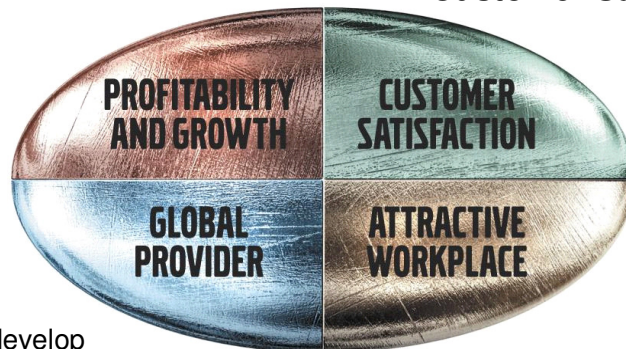 PROFITABILITY
AND GROWTH
CUSTOMER
SATISFACTION
GLOBAL
PROVIDER
ATTRACTIVE
WORKPLACE
develop